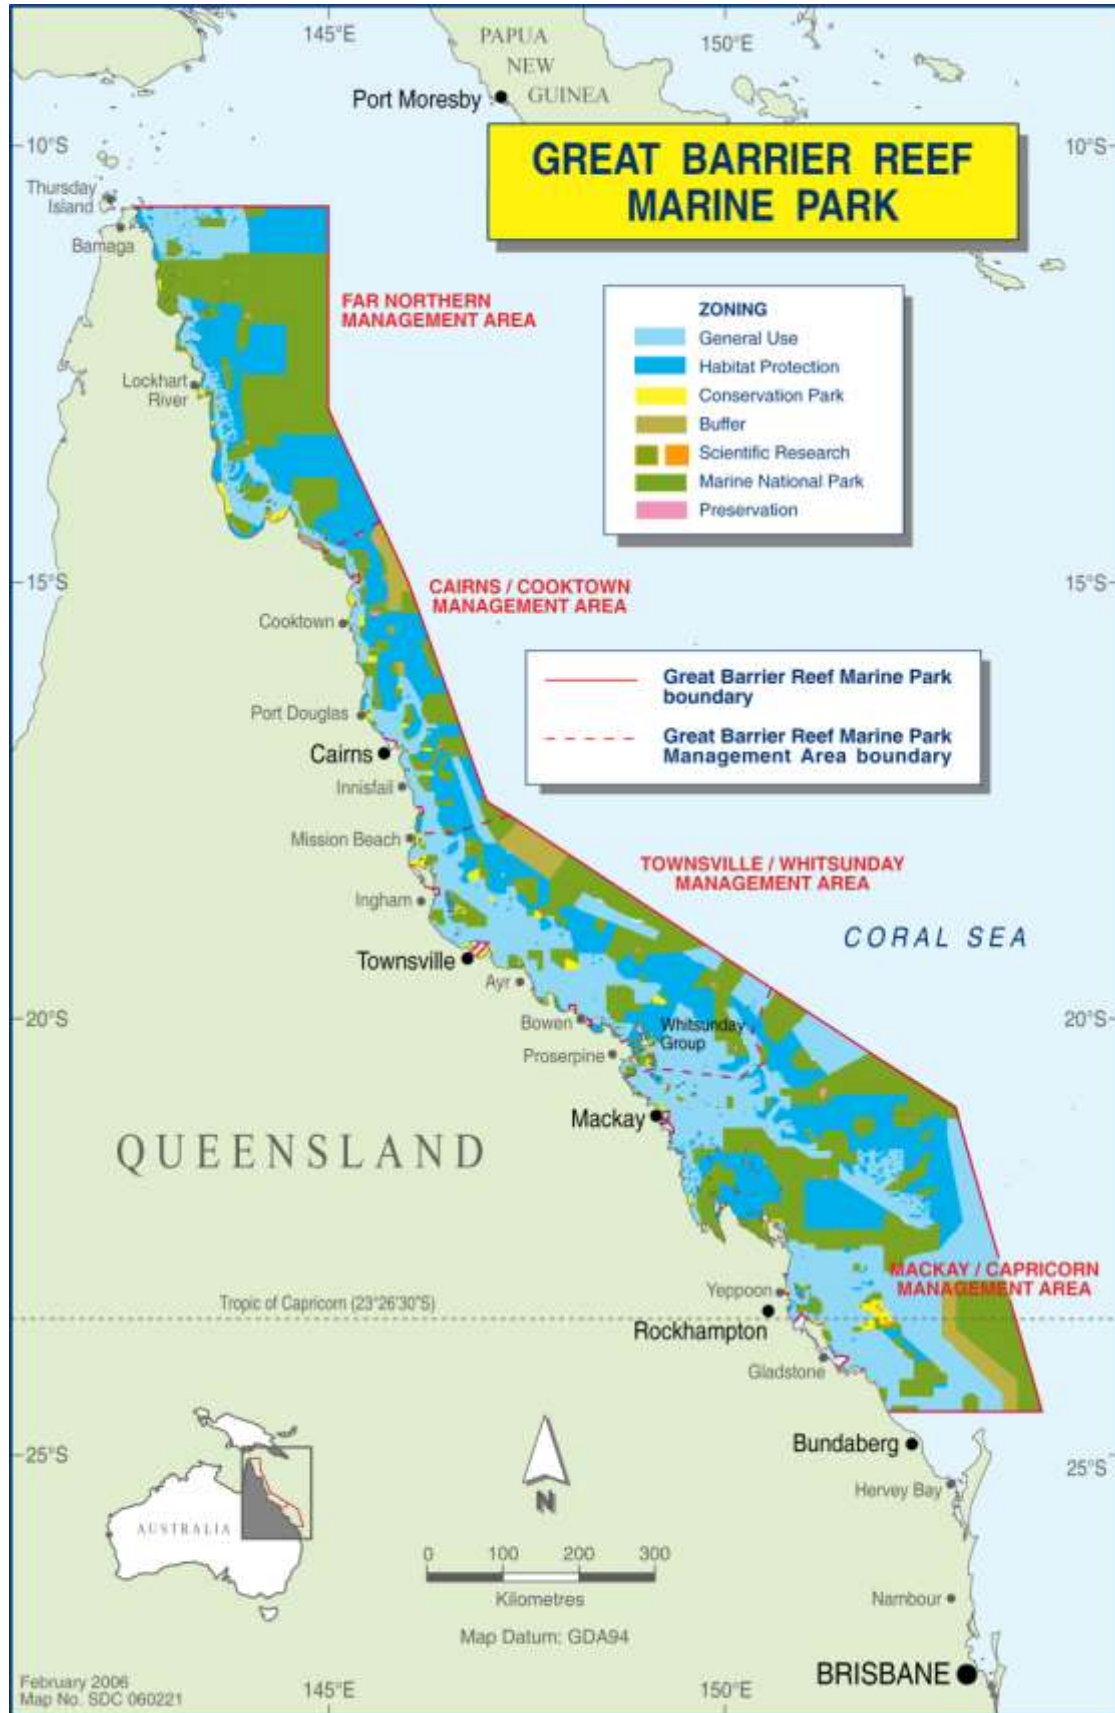 145°E
PAPUA
NEW
GUINEA
150°E
Port Moresby
10°S
10°S
GREAT BARRIER REEF
MARINE PARK
Thursday
Island
Bamaga
FAR NORTHERN
MANAGEMENT AREA
ZONING
General Use
Habitat Protection
Conservation Park
Buffer
Scientific Research
Marine National Park
Preservation
Lockhart
River
15°S
15°S
CAIRNS / COOKTOWN
MANAGEMENT AREA
Cooktown
Great Barrier Reef Marine Park
boundary
Great Barrier Reef Marine Park
Management Area boundary
Port Douglas
Cairns
Innisfail
Mission Beach
TOWNSVILLE / WHITSUNDAY
MANAGEMENT AREA
Ingham
CORAL SEA
Townsville
Ayr
20°S
20°S
Bowen
Whitsunday
Group
Proserpine
Mackay
QUEENSLAND
MACKAY / CAPRICORN
MANAGEMENT AREA
Yeppoon
Tropic of Capricorn (23°26'30"S)
Rockhampton
Gladstone
Bundaberg
25°S
25°S
Hervey Bay
AUSTRALIA
N
0 100 200 300
Kilometres
Map Datum: GDA94
Nambour
BRISBANE
February 2006
Map No. SDC 060221
145°E
150°E